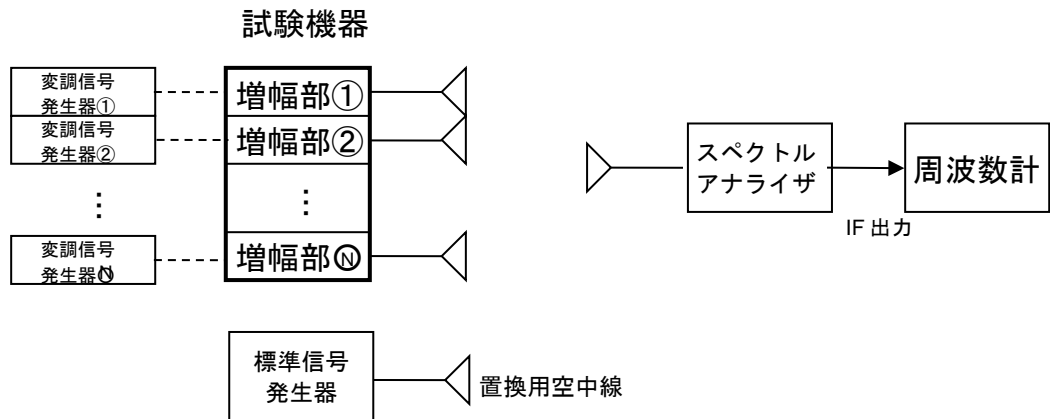 試験機器
変調信号
発生器①
増幅部①
変調信号
発生器②
増幅部②
スペクトル
アナライザ
周波数計
IF 出力
⋮
⋮
変調信号
発生器Ⓝ
増幅部Ⓝ
標準信号
発生器
置換用空中線